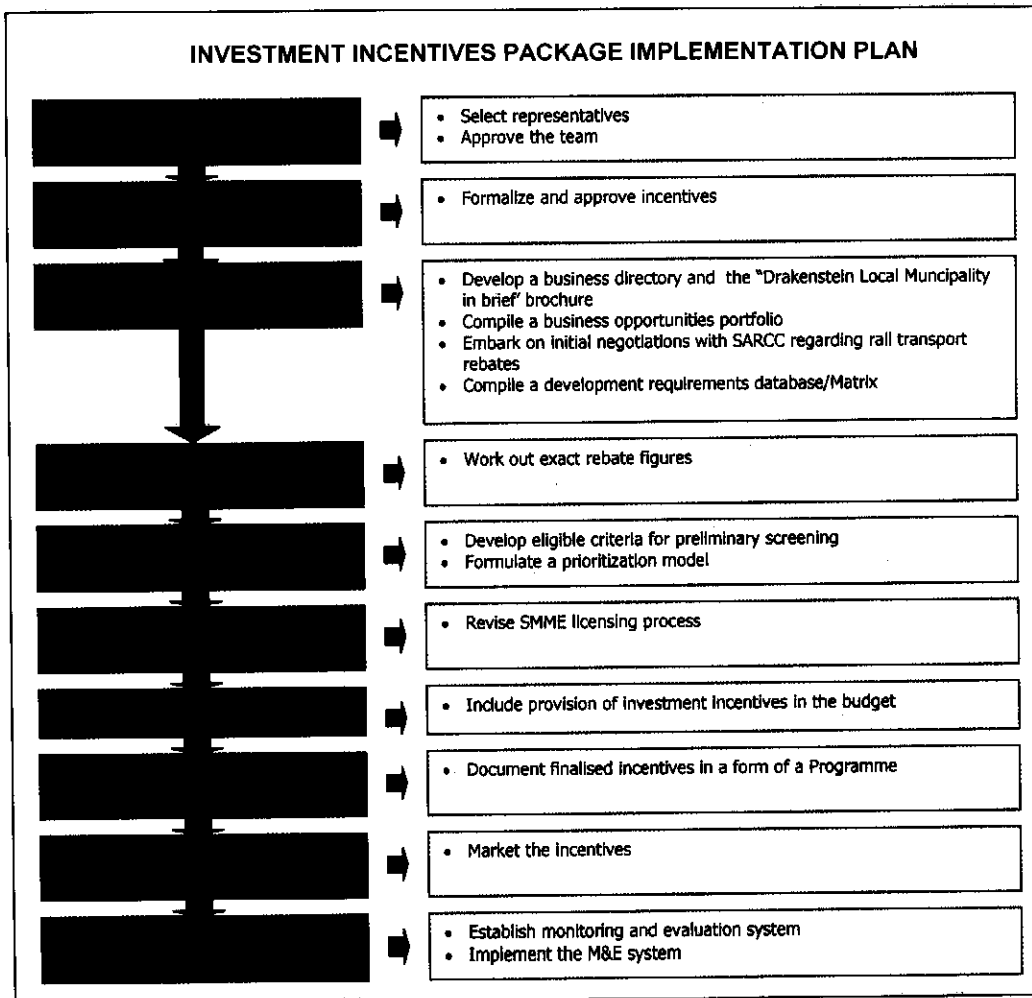 INVESTMENT INCENTIVES PACKAGE IMPLEMENTATION PLAN
• Select representatives
• Approve the team
• Formalize and approve incentives
• Develop a business directory and the "Drakenstein Local Muncipality
in brief' brochure
• Compile a business opportunities portfolio
• Embark on initial negotiations with SARCC regarding rail transport
rebates
• Compile a development requirements database/Matrix
• Work out exact rebate figures
• Develop eligible criteria for preliminary screening
• Formulate a prioritization model
• Revise SMME licensing process
• Include provision of investment incentives in the budget
• Document finalised incentives in a form of a Programme
• Market the incentives
• Establish monitoring and evaluation system
• Implement the M&E system